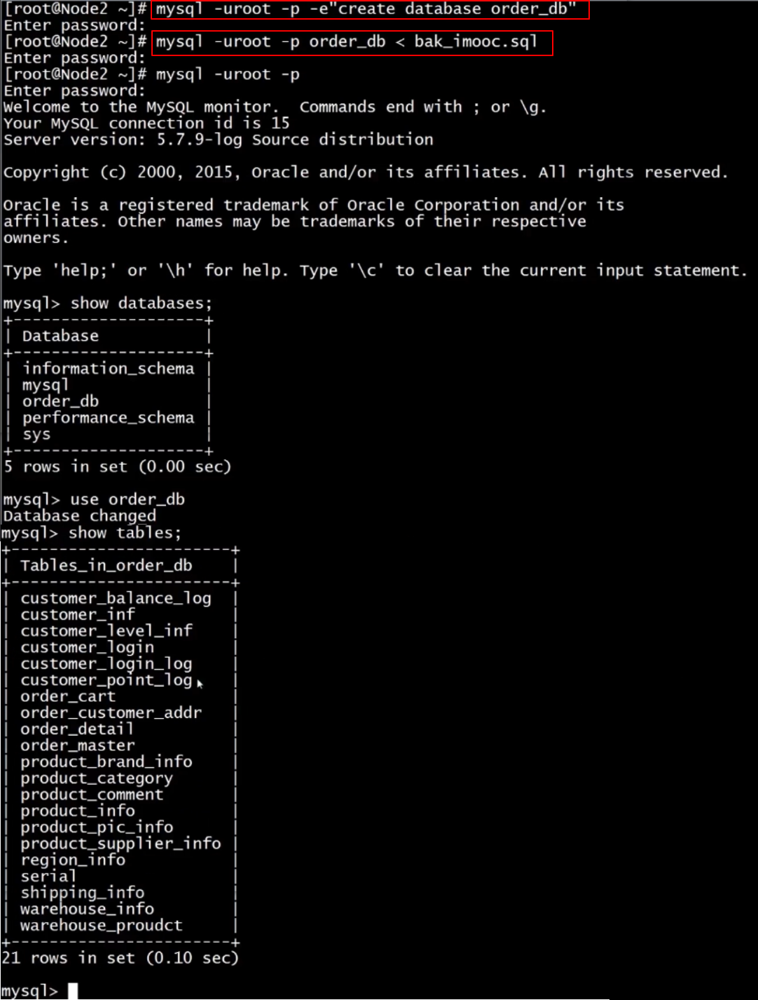 [root@Node2 ~]# mysql -uroot -p -e"create database order_db"
Enter password:
[root@Node2 ~]# mysql -uroot -p order_db < bak_imooc.sql
Enter password:
[root@Node2 ~]# mysql -uroot -p
Enter password:
Welcome to the MySQL monitor.  Commands end with ; or \g.
Your MySQL connection id is 15
Server version: 5.7.9-log Source distribution
Copyright (c) 2000, 2015, Oracle and/or its affiliates. All rights reserved.
Oracle is a registered trademark of Oracle Corporation and/or its
affiliates. Other names may be trademarks of their respective
owners.
Type 'help;' or '\h' for help. Type '\c' to clear the current input statement.
mysql> show databases;
+--------------------+
| Database           |
+--------------------+
| information_schema |
| mysql              |
| order_db           |
| performance_schema |
| sys                |
+--------------------+
5 rows in set (0.00 sec)
mysql> use order_db
Database changed
mysql> show tables;
+-----------------------+
| Tables_in_order_db    |
+-----------------------+
| customer_balance_log  |
| customer_inf          |
| customer_level_inf    |
| customer_login        |
| customer_login_log    |
| customer_point_log    |
| order_cart            |
| order_customer_addr   |
| order_detail          |
| order_master          |
| product_brand_info    |
| product_category      |
| product_comment       |
| product_info          |
| product_pic_info      |
| product_supplier_info |
| region_info           |
| serial                |
| shipping_info         |
| warehouse_info        |
| warehouse_proudct     |
+-----------------------+
21 rows in set (0.10 sec)
mysql>